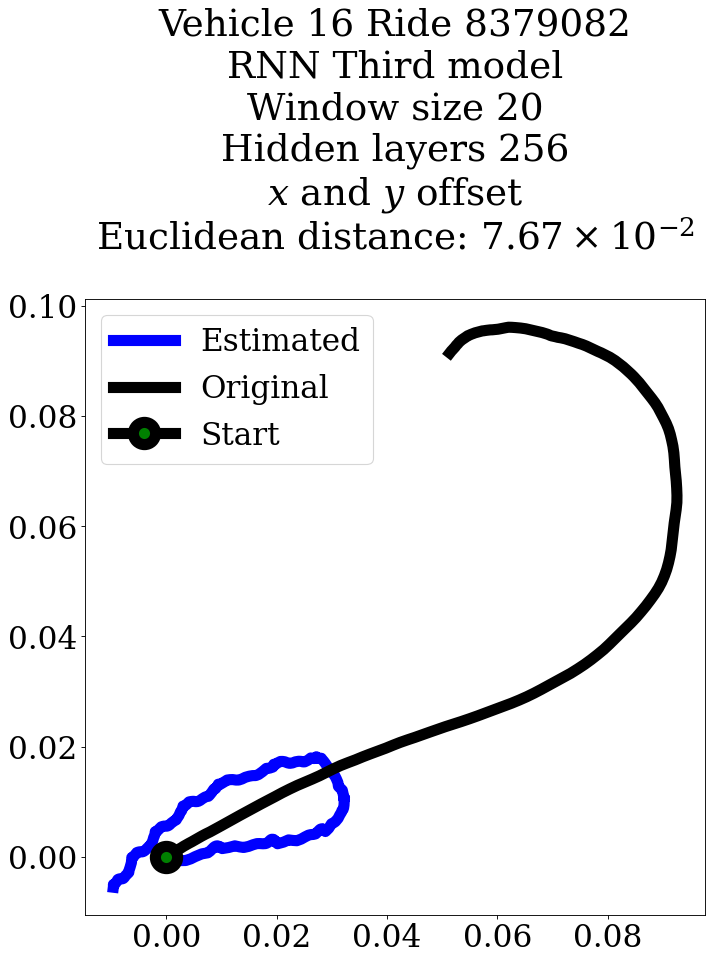 Vehicle 16 Ride 8379082
RNN Third model
Window size 20
Hidden layers 256
x and y offset
Euclidean distance: 7.67 × 10⁻²
Estimated
Original
Start
0.10
0.08
0.06
0.04
0.02
0.00
0.00 0.02 0.04 0.06 0.08